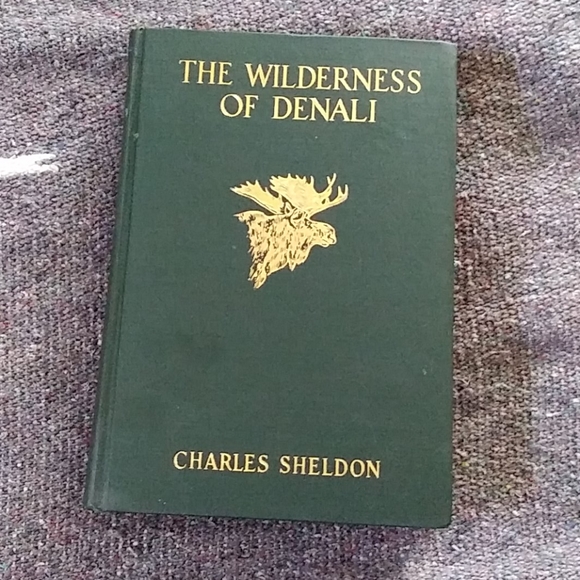 THE WILDERNESS
OF DENALI
CHARLES SHELDON